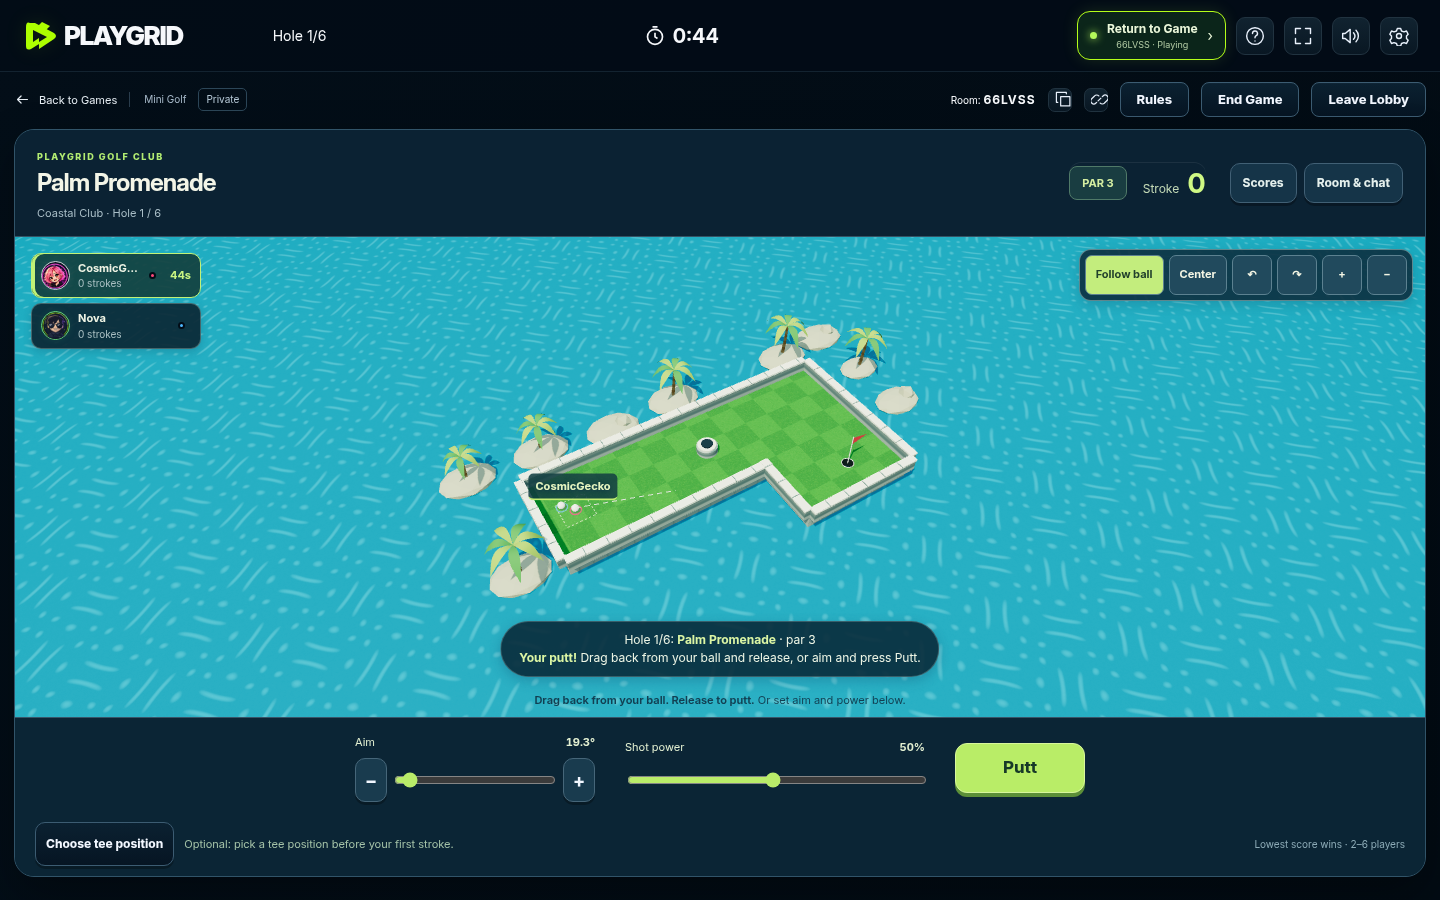 PLAYGRID
Hole 1/6
0:44
Return to Game
66LVSS · Playing
Back to Games
Mini Golf
Private
Room: 66LVSS
Rules
End Game
Leave Lobby
PLAYGRID GOLF CLUB
Palm Promenade
Coastal Club · Hole 1 / 6
PAR 3
Stroke 0
Scores
Room & chat
CosmicG...
0 strokes
44s
Nova
0 strokes
Follow ball
Center
CosmicGecko
Hole 1/6: Palm Promenade · par 3
Your putt! Drag back from your ball and release, or aim and press Putt.
Drag back from your ball. Release to putt. Or set aim and power below.
Aim
19.3°
Shot power
50%
Putt
Choose tee position
Optional: pick a tee position before your first stroke.
Lowest score wins · 2–6 players